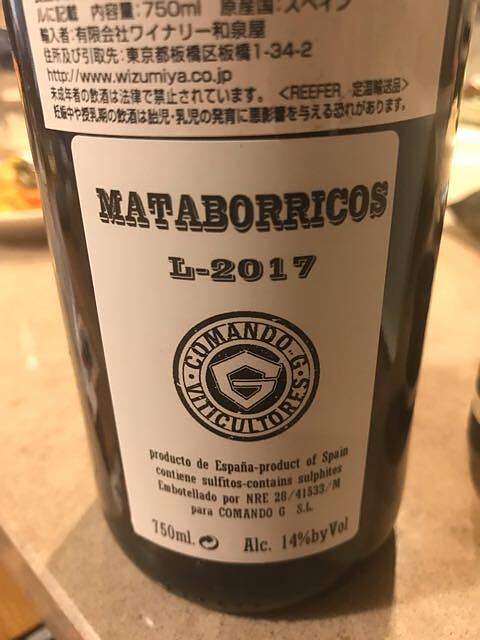 ルに記載 内容量:750ml 原産国:スペイン
輸入者:有限会社ワイナリー和泉屋
住所及び引取先:東京都板橋区板橋1-34-2
http://www.wizumiya.co.jp
未成年者の飲酒は法律で禁止されています。 <REEFER 定温輸送品>
妊娠中や授乳期の飲酒は胎児・乳児の発育に悪影響を与える恐れがあります。
MATABORRICOS
L-2017
COMANDO G
G
VITICULTORES
producto de España-product of Spain
contiene sulfitos-contains sulphites
Embotellado por NRE 28/41533/M
para COMANDO G S.L
750ml. Alc. 14%byVol